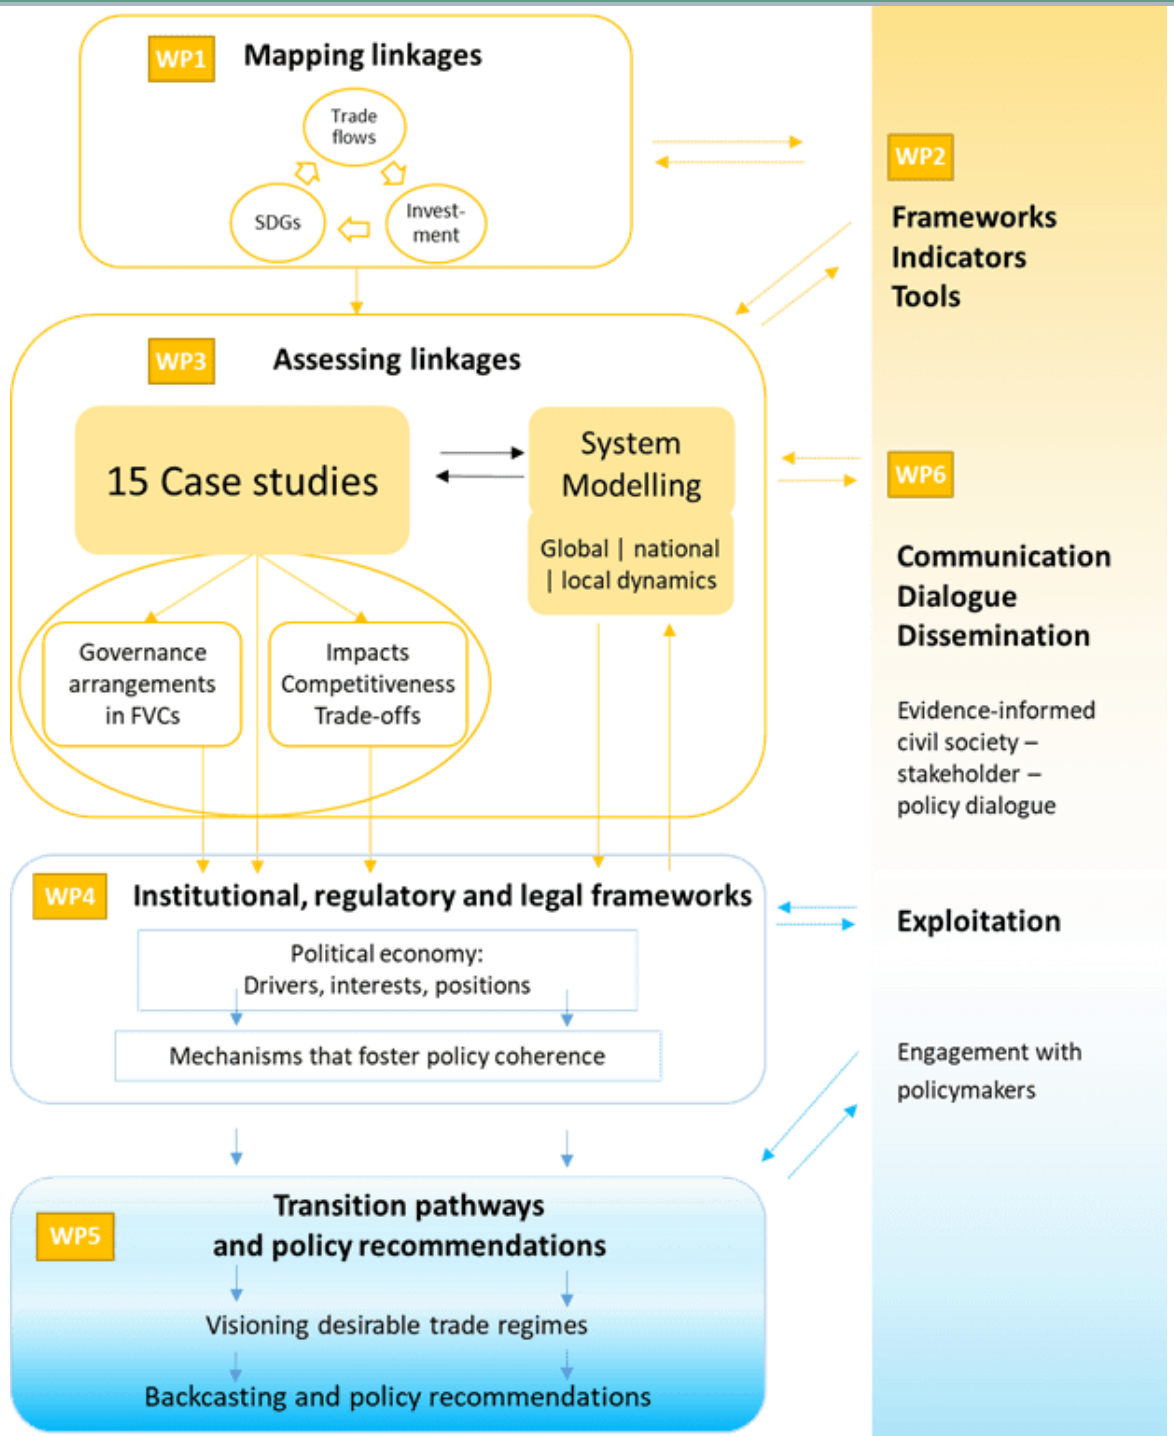 WP1
Mapping linkages
Trade
flows
SDGs
Invest-
ment
WP2
Frameworks
Indicators
Tools
WP3
Assessing linkages
15 Case studies
System
Modelling
Global | national
| local dynamics
Governance
arrangements
in FVCs
Impacts
Competitiveness
Trade-offs
WP6
Communication
Dialogue
Dissemination
Evidence-informed
civil society –
stakeholder –
policy dialogue
WP4
Institutional, regulatory and legal frameworks
Political economy:
Drivers, interests, positions
Mechanisms that foster policy coherence
Exploitation
Engagement with
policymakers
WP5
Transition pathways
and policy recommendations
Visioning desirable trade regimes
Backcasting and policy recommendations